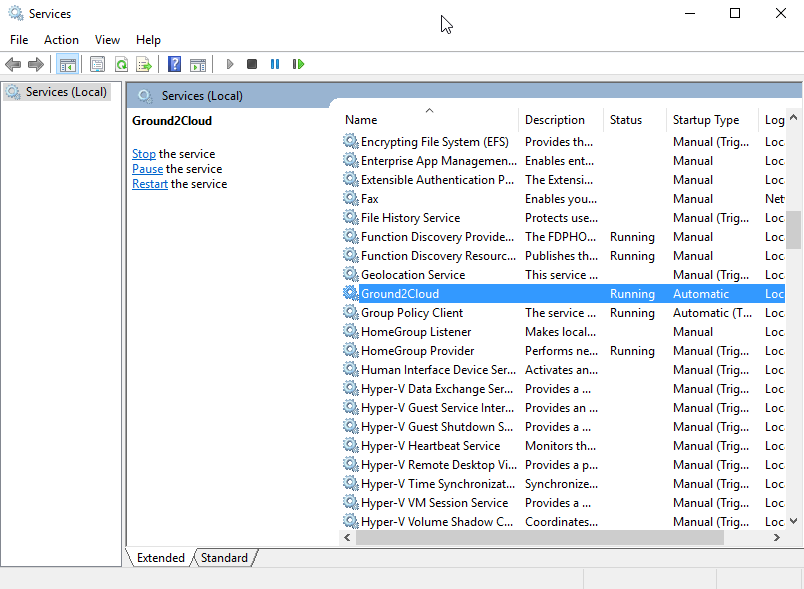 Services
File Action View Help
Services (Local)
Services (Local)
Ground2Cloud
Stop the service
Pause the service
Restart the service
Name Description Status Startup Type Log
Encrypting File System (EFS) Provides th... Manual (Trig... Loc
Enterprise App Managemen... Enables ent... Manual Loc
Extensible Authentication P... The Extensi... Manual Loc
Fax Enables you... Manual Net
File History Service Protects use... Manual (Trig... Loc
Function Discovery Provide... The FDPHO... Running Manual Loc
Function Discovery Resourc... Publishes th... Running Manual Loc
Geolocation Service This service ... Manual (Trig... Loc
Ground2Cloud Running Automatic Loc
Group Policy Client The service ... Running Automatic (T... Loc
HomeGroup Listener Makes local... Manual Loc
HomeGroup Provider Performs ne... Running Manual (Trig... Loc
Human Interface Device Ser... Activates an... Manual (Trig... Loc
Hyper-V Data Exchange Ser... Provides a ... Manual (Trig... Loc
Hyper-V Guest Service Inter... Provides an ... Manual (Trig... Loc
Hyper-V Guest Shutdown S... Provides a ... Manual (Trig... Loc
Hyper-V Heartbeat Service Monitors th... Manual (Trig... Loc
Hyper-V Remote Desktop Vi... Provides a p... Manual (Trig... Loc
Hyper-V Time Synchronizat... Synchronize... Manual (Trig... Loc
Hyper-V VM Session Service Provides a ... Manual (Trig... Loc
Hyper-V Volume Shadow C... Coordinates... Manual (Trig... Loc
Extended Standard